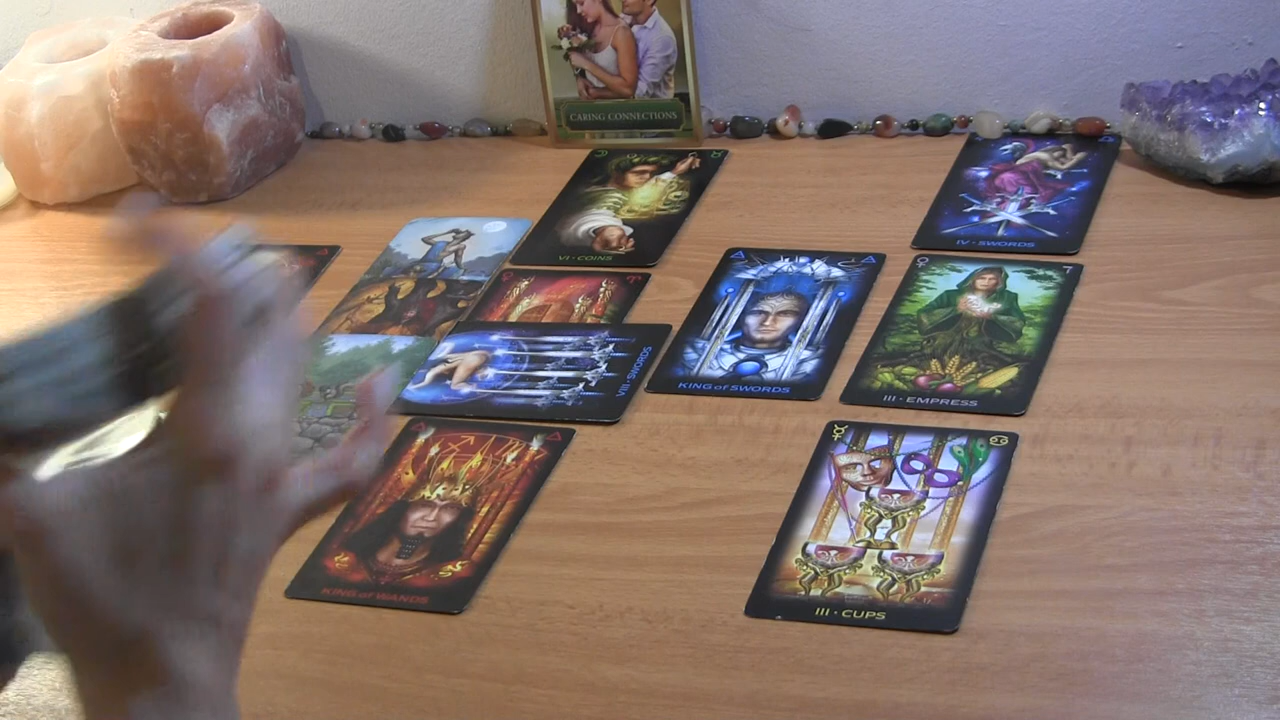 CARING CONNECTIONS
VI • COINS
IV • SWORDS
VIII • SWORDS
KING of SWORDS
III • EMPRESS
KING of WANDS
III • CUPS